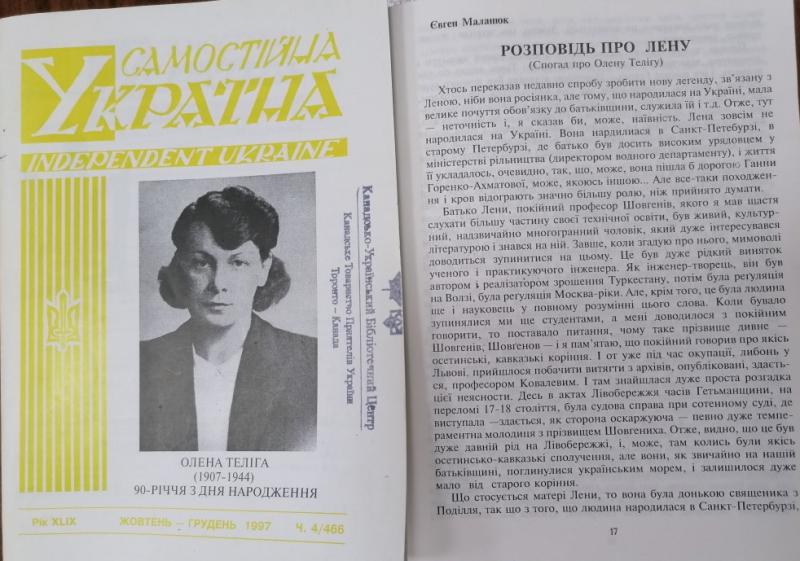 САМОСТІЙНА
УКРАЇНА
INDEPENDENT UKRAINE
Канадсько-Український Бібліотечний Центр
Канадське Товариство Приятелів України
Торонто – Канада
ОЛЕНА ТЕЛІГА
(1907-1944)
90-РІЧЧЯ З ДНЯ НАРОДЖЕННЯ
Рік XLIX ЖОВТЕНЬ – ГРУДЕНЬ 1997 Ч. 4/466
Євген Маланюк
РОЗПОВІДЬ ПРО ЛЕНУ
(Спогад про Олену Телігу)
Хтось переказав недавно спробу зробити нову легенду, зв'язану з
Леною, ніби вона росіянка, але тому, що народилася на Україні, мала
велике почуття обов'язку до батьківщини, служила їй і т.д. Отже, тут
— неточність і, я сказав би, може, наївність. Лена зовсім не
народилася на Україні. Вона нардилиася в Санкт-Петебурзі, в
старому Петербурзі, де батько був досить високим урядовцем у
міністерстві рільництва (директором водного департаменту), і життя
її укладалось, очевидно, так, що, може, вона пішла б дорогою Ганни
Горенко-Ахматової, може, якоюсь іншою... Але все-таки походжен-
ня і кров відограють значно більшу ролю, ніж прийнято думати.
Батько Лени, покійний професор Шовгенів, якого я мав щастя
слухати більшу частину своєї технічної освіти, був живий, культур-
ний, надзвичайно многогранний чоловік, який дуже інтересувався
літературою і знався на ній. Завше, коли згадую про нього, мимоволі
доводиться зупинитися на цьому. Це був дуже рідкий виняток
ученого і практикуючого інженера. Як інженер-творець, він був
автором і реалізатором зрошення Туркестану, потім була регуляція
на Волзі, була регуляція Москва-ріки. Але, крім того, це була людина
ще і науковець у повному розумінні цього слова. Коли бувало
зупинялися ми ще студентами, а мені доводилося з покійним
говорити, то поставало питання, чому таке прізвище дивне —
Шовгенів, Шовгенов — і я пам'ятаю, що покійний говорив про якісь
осетинські, кавказькі коріння. І от уже під час окупації, либонь у
Львові. прийшлося побачити витяги з архівів, опубліковані, здаєть-
ся, професором Ковалевим. І там знайшлася дуже проста розгадка
цієї неясности. Десь в актах Лівобережжя часів Гетьманщини, на
переломі 17-18 століття, була судова справа при сотенному суді, де
виступала —здається, як сторона оскаржуюча — певно дуже темпе-
раментна молодиця з прізвищем Шовгениха. Отже, видно, що це був
дуже давній рід на Лівобережжі, і, може, там колись були якісь
осетинсько-кавказькі сполучення, але вони, як звичайно на нашій
батьківщині, поглинулися українським морем, і залишилося дуже
мало від старого коріння.
Що стосується матері Лени, то вона була донькою священика з
Поділля, так що з того, що людина народилася в Санкт-Петербурзі,
17